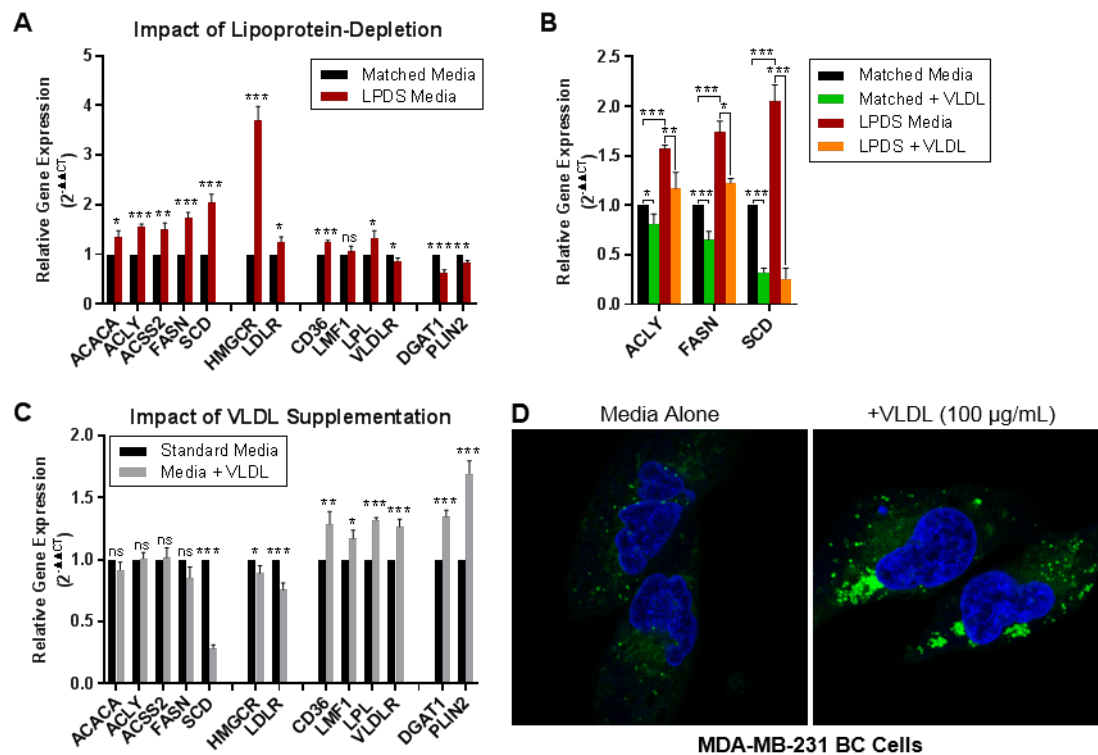 A
Impact of Lipoprotein-Depletion
Relative Gene Expression
(2^-▲▲CT)
5
4
3
2
1
0
Matched Media
LPDS Media
*
***
**
***
***
***
*
***
ns
*
*
***
***
ACACA
ACLY
ACSS2
FASN
SCD
HMGCR
LDLR
CD36
LMF1
LPL
VLDLR
DGAT1
PLIN2
B
Relative Gene Expression
(2^-▲▲CT)
2.5
2.0
1.5
1.0
0.5
0.0
Matched Media
Matched + VLDL
LPDS Media
LPDS + VLDL
***
**
*
***
*
***
***
***
***
ACLY
FASN
SCD
C
Impact of VLDL Supplementation
Relative Gene Expression
(2^-▲▲CT)
2.0
1.5
1.0
0.5
0.0
Standard Media
Media + VLDL
ns
ns
ns
ns
***
*
***
**
*
***
***
***
***
ACACA
ACLY
ACSS2
FASN
SCD
HMGCR
LDLR
CD36
LMF1
LPL
VLDLR
DGAT1
PLIN2
D
Media Alone
+VLDL (100 µg/mL)
MDA-MB-231 BC Cells